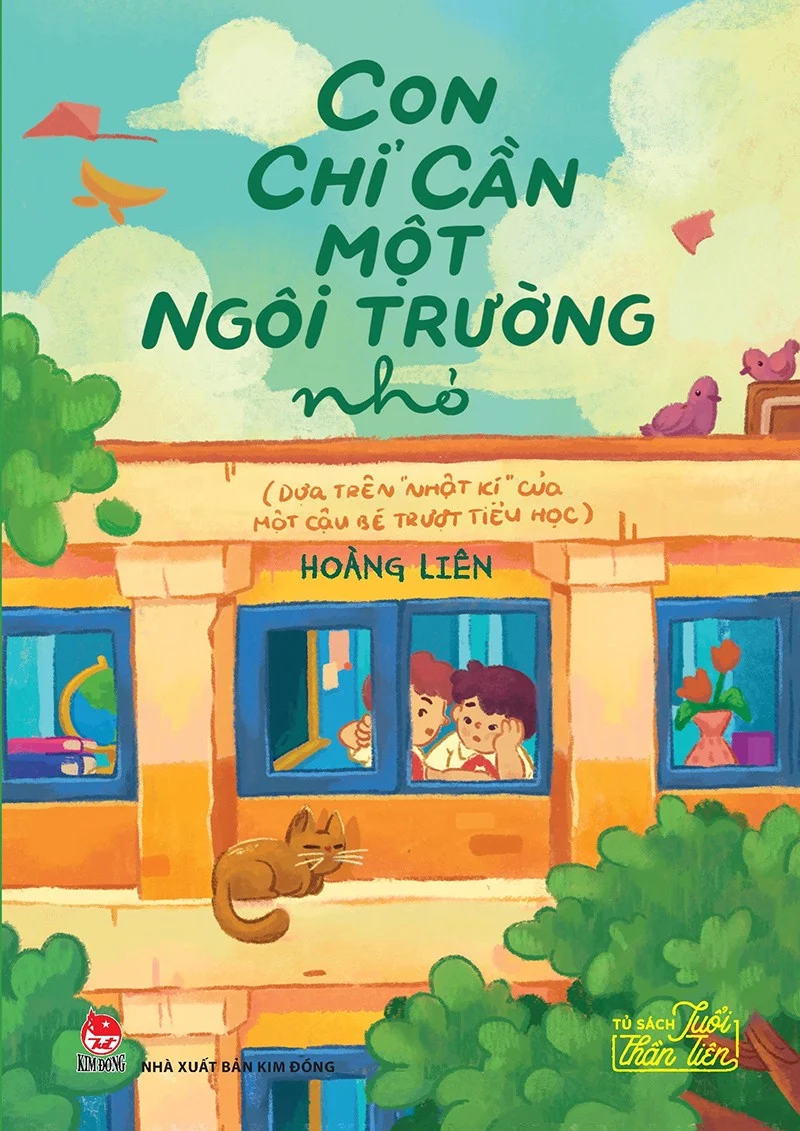 CON
CHỈ CẦN
MỘT
NGÔI TRƯỜNG
nhỏ
(DỰA TRÊN "NHẬT KÍ" CỦA
MỘT CẬU BÉ TRƯỢT TIỂU HỌC)
HOÀNG LIÊN
TỦ SÁCH Tuổi
Thần Tiên
KIM ĐỒNG
NHÀ XUẤT BẢN KIM ĐỒNG